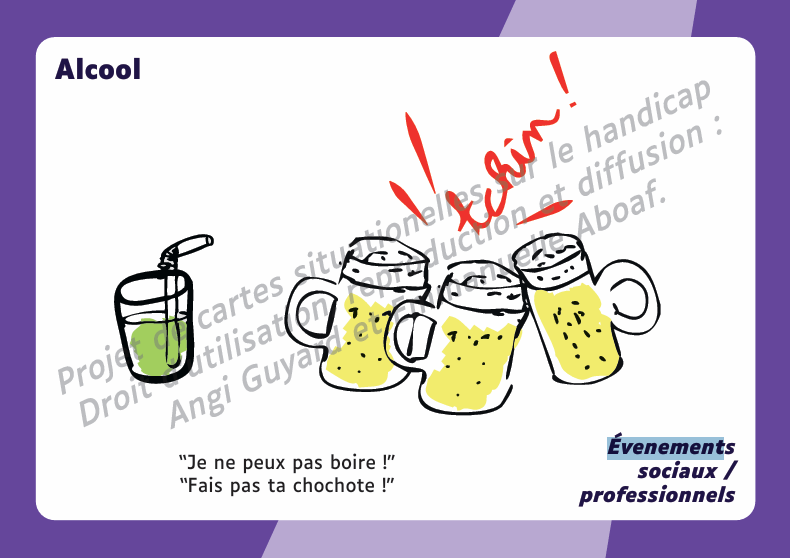 Alcool
tchin !
Projet de cartes situationelles sur le handicap
Droit d'utilisation reproduction et diffusion :
Angi Guyard et Emmanuelle Aboaf.
“Je ne peux pas boire !”
“Fais pas ta chochote !”
Évenements
sociaux /
professionnels